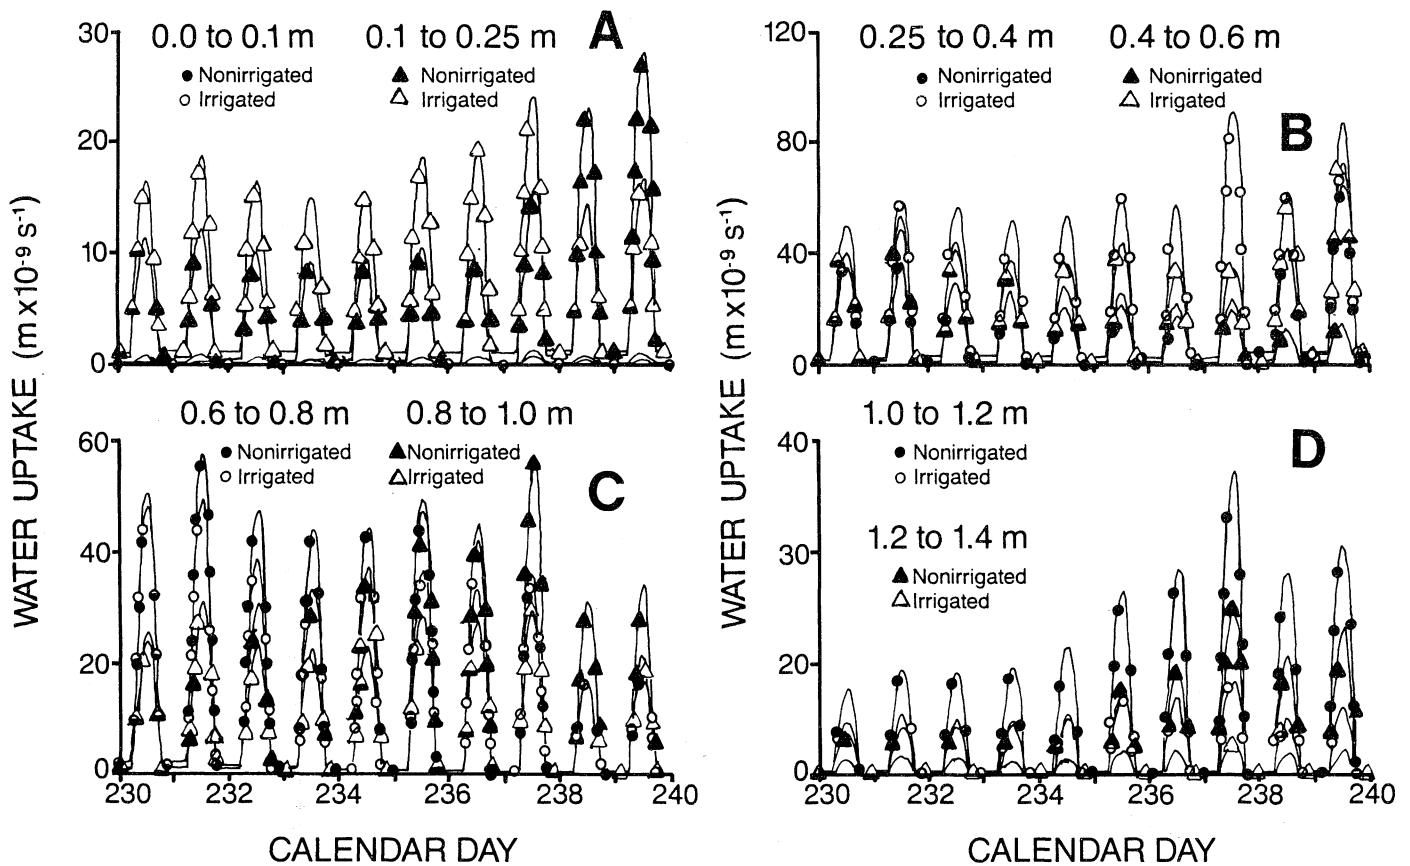 0.0 to 0.1 m 0.1 to 0.25 m A
● Nonirrigated ▲ Nonirrigated
○ Irrigated △ Irrigated
30
20
10
0
0.25 to 0.4 m 0.4 to 0.6 m
● Nonirrigated ▲ Nonirrigated
○ Irrigated △ Irrigated
B
120
80
40
0
WATER UPTAKE (m x10⁻⁹ s⁻¹)
WATER UPTAKE (m x10⁻⁹ s⁻¹)
0.6 to 0.8 m 0.8 to 1.0 m
● Nonirrigated ▲ Nonirrigated
○ Irrigated △ Irrigated
C
60
40
20
0
230 232 234 236 238 240
CALENDAR DAY
1.0 to 1.2 m
● Nonirrigated
○ Irrigated
D
1.2 to 1.4 m
▲ Nonirrigated
△ Irrigated
40
30
20
10
0
230 232 234 236 238 240
CALENDAR DAY